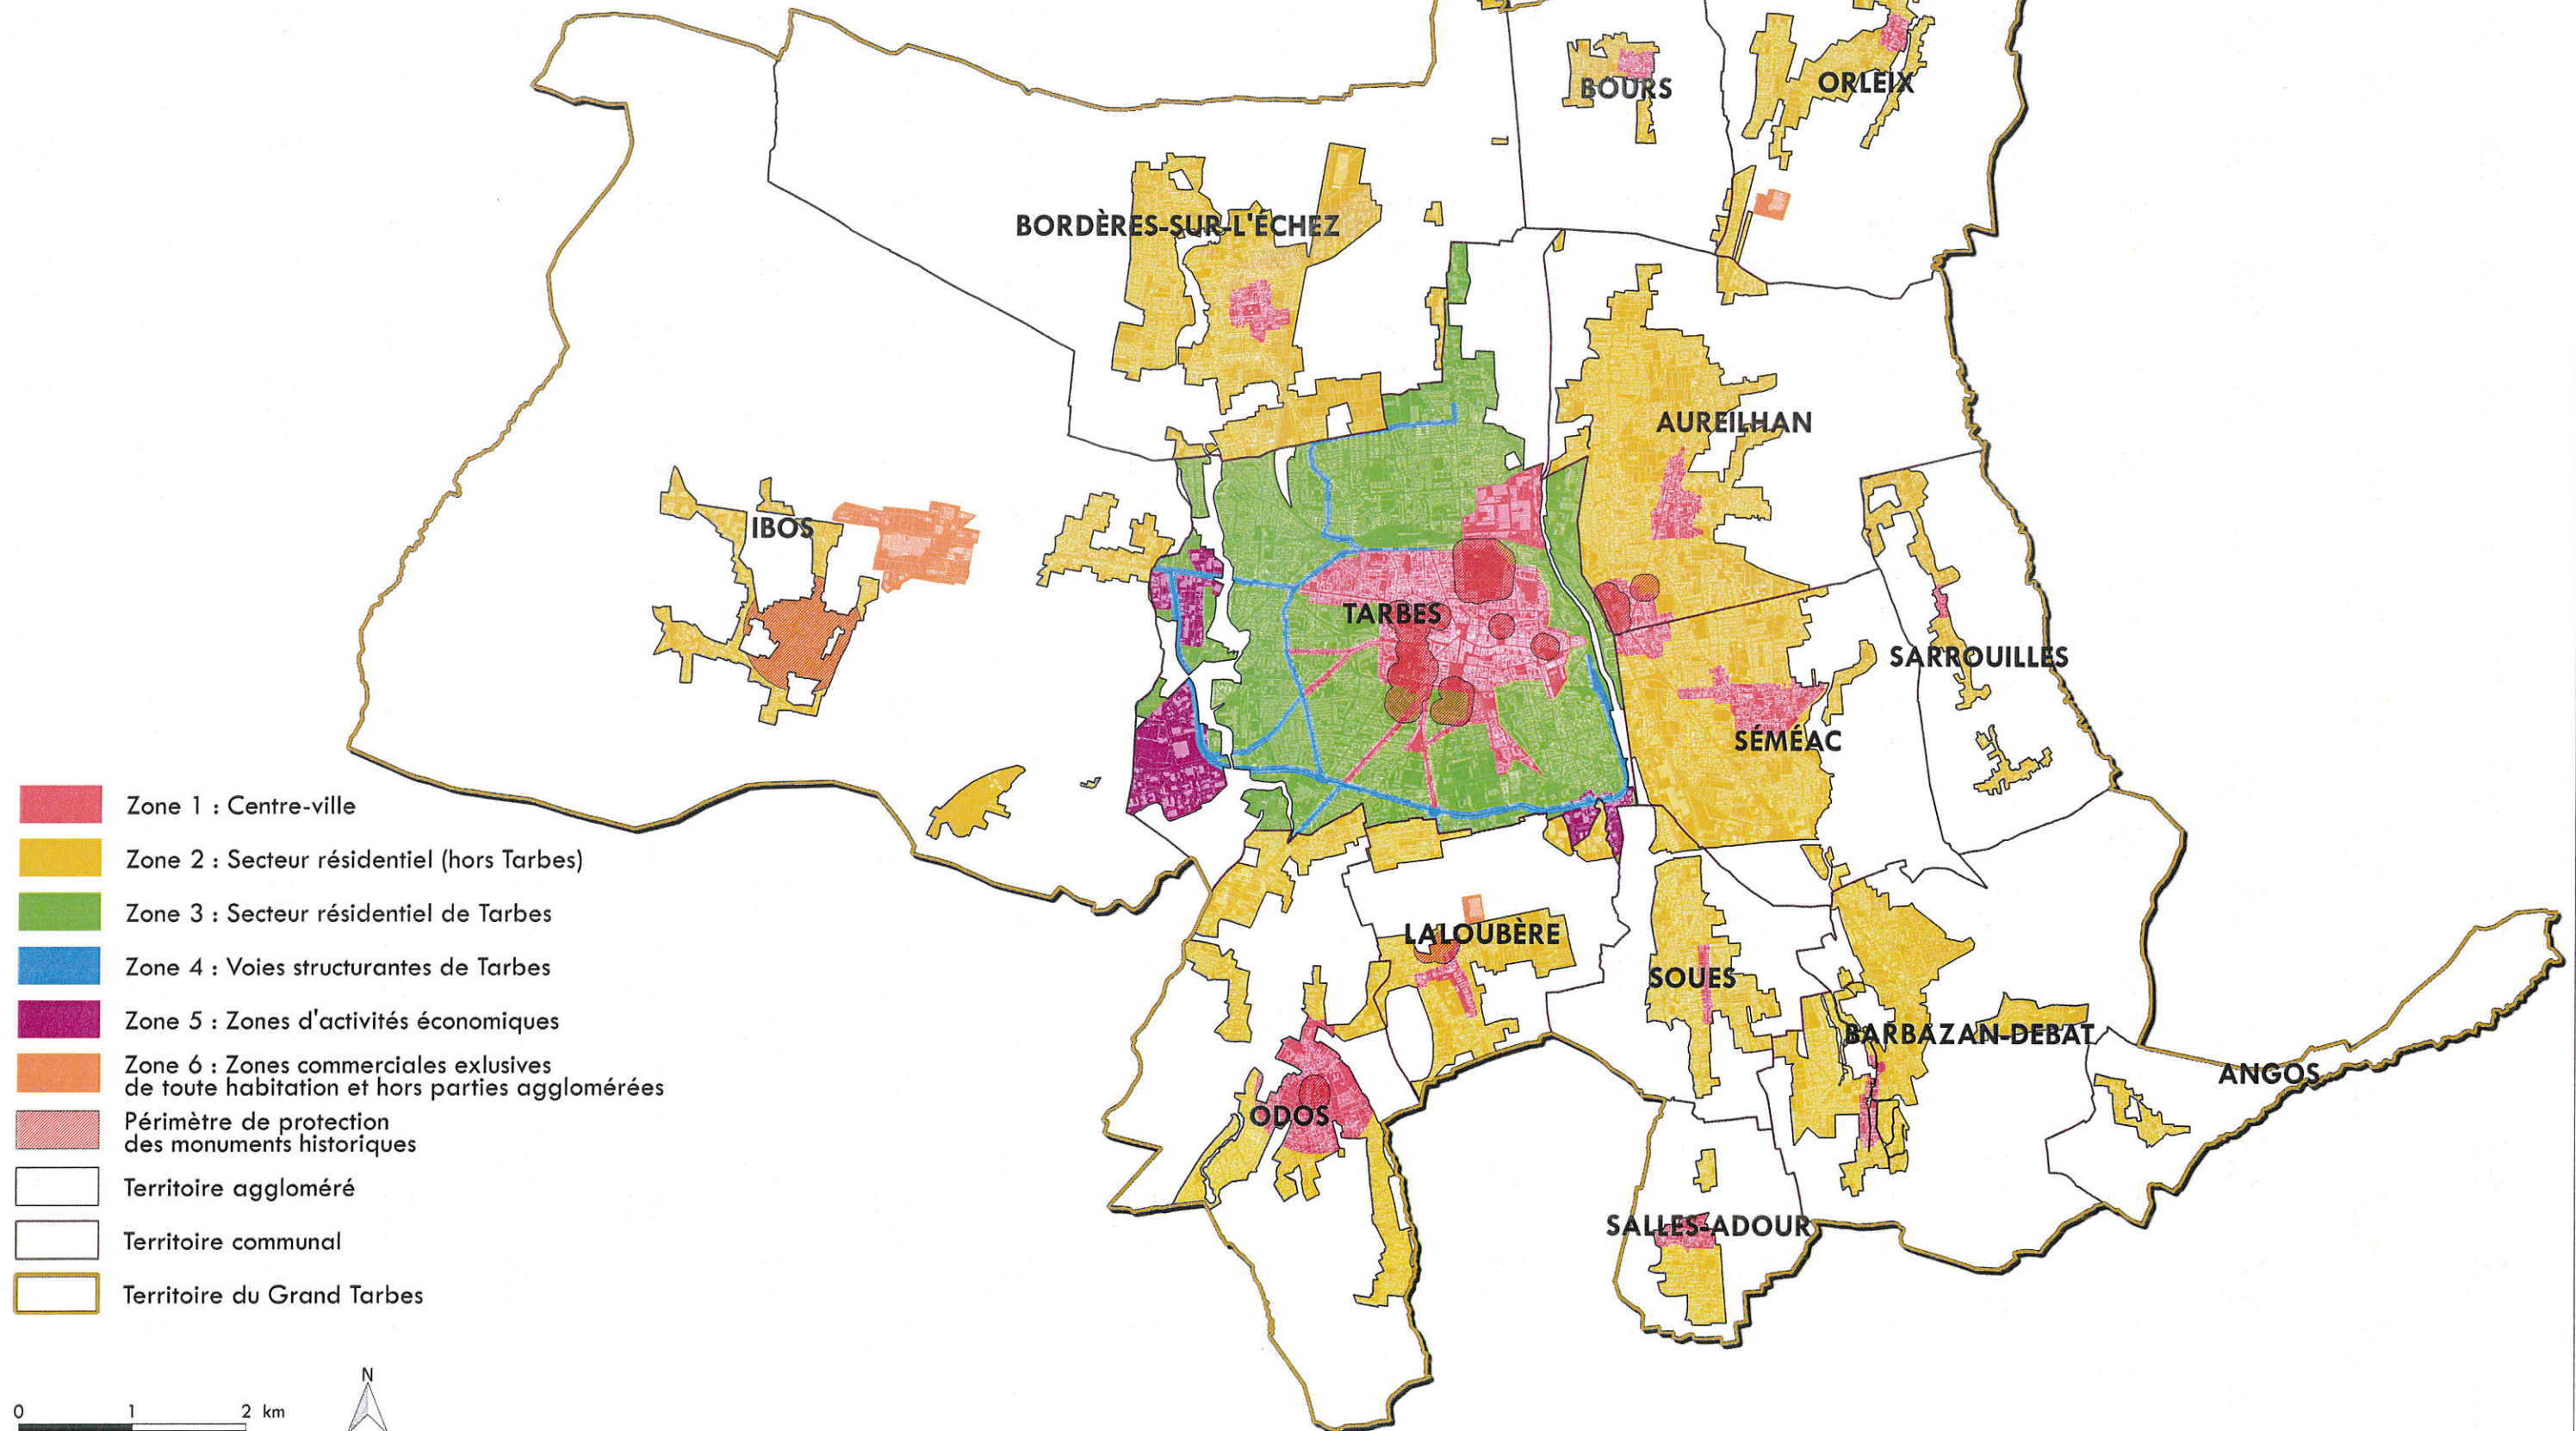 BOURS
ORLEIX
BORDÈRES-SUR-L'ÉCHEZ
AUREILHAN
IBOS
TARBES
SARROUILLES
SÉMÉAC
LALOUBÈRE
SOUES
BARBAZAN-DEBAT
ANGOS
ODOS
SALLES-ADOUR
Zone 1 : Centre-ville
Zone 2 : Secteur résidentiel (hors Tarbes)
Zone 3 : Secteur résidentiel de Tarbes
Zone 4 : Voies structurantes de Tarbes
Zone 5 : Zones d'activités économiques
Zone 6 : Zones commerciales exlusives
de toute habitation et hors parties agglomérées
Périmètre de protection
des monuments historiques
Territoire aggloméré
Territoire communal
Territoire du Grand Tarbes
N
0 1 2 km